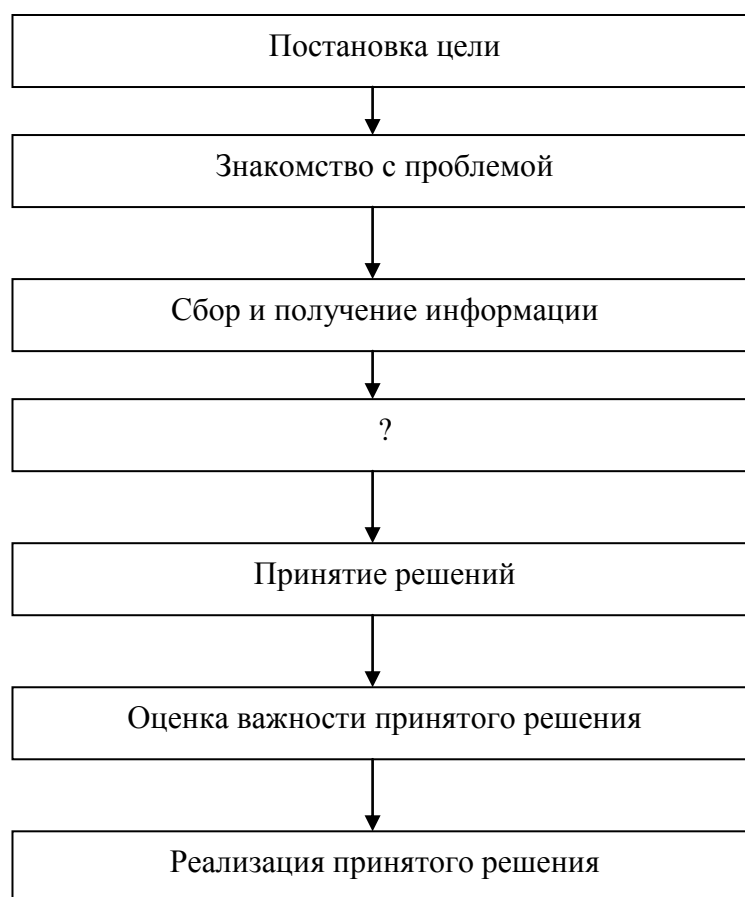 Постановка цели
Знакомство с проблемой
Сбор и получение информации
?
Принятие решений
Оценка важности принятого решения
Реализация принятого решения